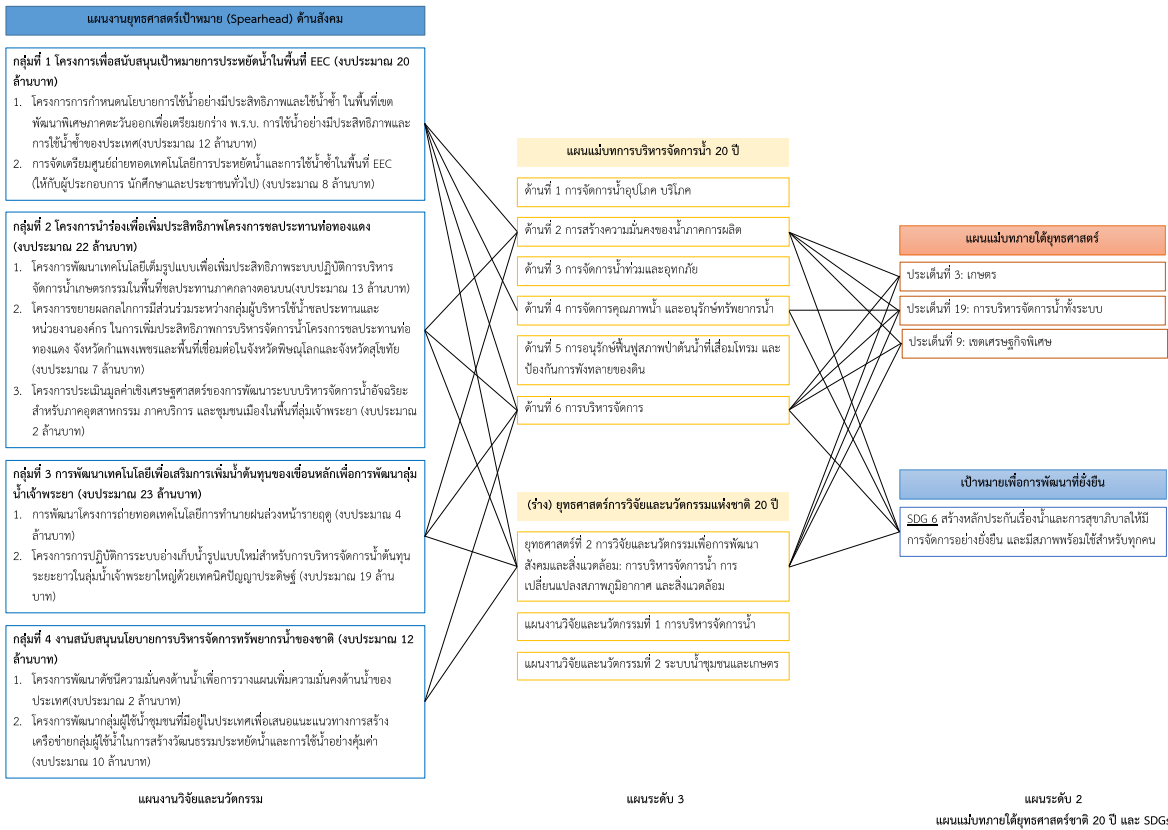 แผนงานยุทธศาสตร์เป้าหมาย (Spearhead) ด้านสังคม
กลุ่มที่ 1 โครงการเพื่อสนับสนุนเป้าหมายการประหยัดน้ำในพื้นที่ EEC (งบประมาณ 20
ล้านบาท)
1. โครงการการกำหนดนโยบายการใช้น้ำอย่างมีประสิทธิภาพและใช้น้ำซ้ำ ในพื้นที่เขต
พัฒนาพิเศษภาคตะวันออกเพื่อเตรียมยกร่าง พ.ร.บ. การใช้น้ำอย่างมีประสิทธิภาพและ
การใช้น้ำซ้ำของประเทศ(งบประมาณ 12 ล้านบาท)
2. การจัดเตรียมศูนย์ถ่ายทอดเทคโนโลยีการประหยัดน้ำและการใช้น้ำซ้ำในพื้นที่ EEC
(ให้กับผู้ประกอบการ นักศึกษาและประชาชนทั่วไป) (งบประมาณ 8 ล้านบาท)
กลุ่มที่ 2 โครงการนำร่องเพื่อเพิ่มประสิทธิภาพโครงการชลประทานท่อทองแดง
(งบประมาณ 22 ล้านบาท)
1. โครงการพัฒนาเทคโนโลยีเต็มรูปแบบเพื่อเพิ่มประสิทธิภาพระบบปฏิบัติการบริหาร
จัดการน้ำเกษตรกรรมในพื้นที่ชลประทานภาคกลางตอนบน(งบประมาณ 13 ล้านบาท)
2. โครงการขยายผลกลไกการมีส่วนร่วมระหว่างกลุ่มผู้บริหารใช้น้ำชลประทานและ
หน่วยงานองค์กร ในการเพิ่มประสิทธิภาพการบริหารจัดการน้ำโครงการชลประทานท่อ
ทองแดง จังหวัดกำแพงเพชรและพื้นที่เชื่อมต่อในจังหวัดพิษณุโลกและจังหวัดสุโขทัย
(งบประมาณ 7 ล้านบาท)
3. โครงการประเมินมูลค่าเชิงเศรษฐศาสตร์ของการพัฒนาระบบบริหารจัดการน้ำอัจฉริยะ
สำหรับภาคอุตสาหกรรม ภาคบริการ และชุมชนเมืองในพื้นที่ลุ่มเจ้าพระยา (งบประมาณ
2 ล้านบาท)
กลุ่มที่ 3 การพัฒนาเทคโนโลยีเพื่อเสริมการเพิ่มน้ำต้นทุนของเขื่อนหลักเพื่อการพัฒนาลุ่ม
น้ำเจ้าพระยา (งบประมาณ 23 ล้านบาท)
1. การพัฒนาโครงการถ่ายทอดเทคโนโลยีการทำนายฝนล่วงหน้ารายฤดู (งบประมาณ 4
ล้านบาท)
2. โครงการการปฏิบัติการระบบอ่างเก็บน้ำรูปแบบใหม่สำหรับการบริหารจัดการน้ำต้นทุน
ระยะยาวในลุ่มน้ำเจ้าพระยาใหญ่ด้วยเทคนิคปัญญาประดิษฐ์ (งบประมาณ 19 ล้าน
บาท)
กลุ่มที่ 4 งานสนับสนุนนโยบายการบริหารจัดการทรัพยากรน้ำของชาติ (งบประมาณ 12
ล้านบาท)
1. โครงการพัฒนาดัชนีความมั่นคงด้านน้ำเพื่อการวางแผนเพิ่มความมั่นคงด้านน้ำของ
ประเทศ(งบประมาณ 2 ล้านบาท)
2. โครงการพัฒนากลุ่มผู้ใช้น้ำชุมชนที่มีอยู่ในประเทศเพื่อเสนอแนะแนวทางการสร้าง
เครือข่ายกลุ่มผู้ใช้น้ำในการสร้างวัฒนธรรมประหยัดน้ำและการใช้น้ำอย่างคุ้มค่า
(งบประมาณ 10 ล้านบาท)
แผนงานวิจัยและนวัตกรรม
แผนแม่บทการบริหารจัดการน้ำ 20 ปี
ด้านที่ 1 การจัดการน้ำอุปโภค บริโภค
ด้านที่ 2 การสร้างความมั่นคงของน้ำภาคการผลิต
ด้านที่ 3 การจัดการน้ำท่วมและอุทกภัย
ด้านที่ 4 การจัดการคุณภาพน้ำ และอนุรักษ์ทรัพยากรน้ำ
ด้านที่ 5 การอนุรักษ์ฟื้นฟูสภาพป่าต้นน้ำที่เสื่อมโทรม และ
ป้องกันการพังทลายของดิน
ด้านที่ 6 การบริหารจัดการ
(ร่าง) ยุทธศาสตร์การวิจัยและนวัตกรรมแห่งชาติ 20 ปี
ยุทธศาสตร์ที่ 2 การวิจัยและนวัตกรรมเพื่อการพัฒนา
สังคมและสิ่งแวดล้อม: การบริหารจัดการน้ำ การ
เปลี่ยนแปลงสภาพภูมิอากาศ และสิ่งแวดล้อม
แผนงานวิจัยและนวัตกรรมที่ 1 การบริหารจัดการน้ำ
แผนงานวิจัยและนวัตกรรมที่ 2 ระบบน้ำชุมชนและเกษตร
แผนระดับ 3
แผนแม่บทภายใต้ยุทธศาสตร์
ประเด็นที่ 3: เกษตร
ประเด็นที่ 19: การบริหารจัดการน้ำทั้งระบบ
ประเด็นที่ 9: เขตเศรษฐกิจพิเศษ
เป้าหมายเพื่อการพัฒนาที่ยั่งยืน
SDG 6 สร้างหลักประกันเรื่องน้ำและการสุขาภิบาลให้มี
การจัดการอย่างยั่งยืน และมีสภาพพร้อมใช้สำหรับทุกคน
แผนระดับ 2
แผนแม่บทภายใต้ยุทธศาสตร์ชาติ 20 ปี และ SDGs